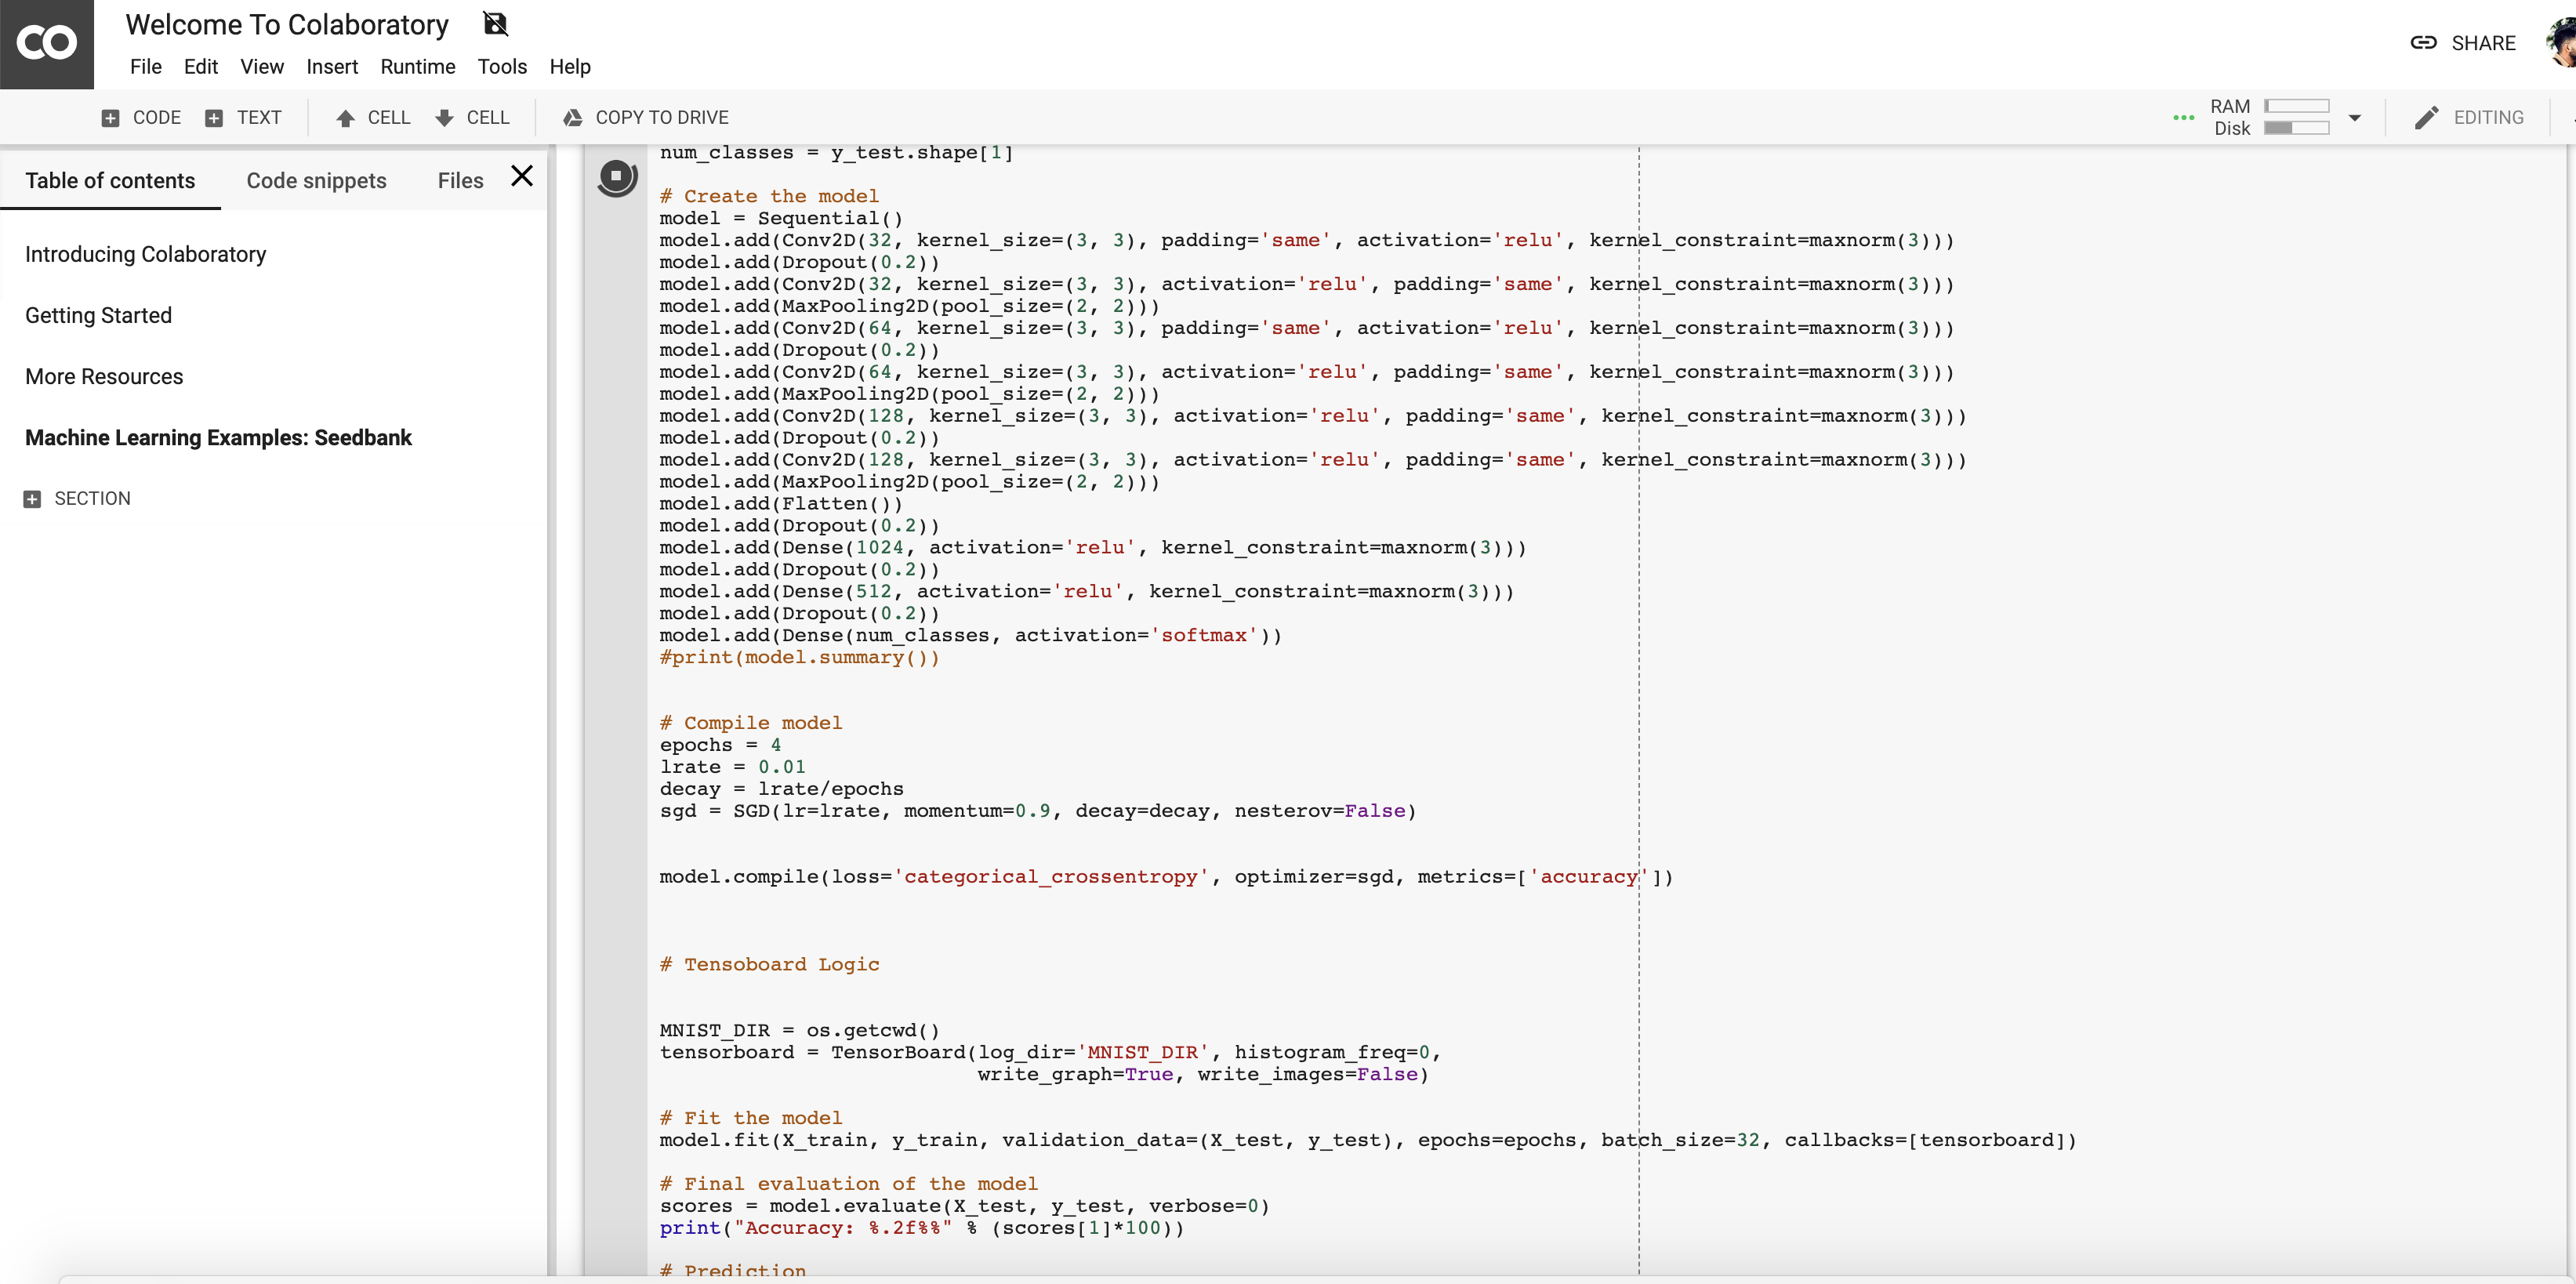 CO
Welcome To Colaboratory
File Edit View Insert Runtime Tools Help
SHARE
CODE TEXT CELL CELL COPY TO DRIVE
RAM
Disk
EDITING
Table of contents Code snippets Files
Introducing Colaboratory
Getting Started
More Resources
Machine Learning Examples: Seedbank
SECTION
num_classes = y_test.shape[1]
# Create the model
model = Sequential()
model.add(Conv2D(32, kernel_size=(3, 3), padding='same', activation='relu', kernel_constraint=maxnorm(3)))
model.add(Dropout(0.2))
model.add(Conv2D(32, kernel_size=(3, 3), activation='relu', padding='same', kernel_constraint=maxnorm(3)))
model.add(MaxPooling2D(pool_size=(2, 2)))
model.add(Conv2D(64, kernel_size=(3, 3), padding='same', activation='relu', kernel_constraint=maxnorm(3)))
model.add(Dropout(0.2))
model.add(Conv2D(64, kernel_size=(3, 3), activation='relu', padding='same', kernel_constraint=maxnorm(3)))
model.add(MaxPooling2D(pool_size=(2, 2)))
model.add(Conv2D(128, kernel_size=(3, 3), activation='relu', padding='same', kernel_constraint=maxnorm(3)))
model.add(Dropout(0.2))
model.add(Conv2D(128, kernel_size=(3, 3), activation='relu', padding='same', kernel_constraint=maxnorm(3)))
model.add(MaxPooling2D(pool_size=(2, 2)))
model.add(Flatten())
model.add(Dropout(0.2))
model.add(Dense(1024, activation='relu', kernel_constraint=maxnorm(3)))
model.add(Dropout(0.2))
model.add(Dense(512, activation='relu', kernel_constraint=maxnorm(3)))
model.add(Dropout(0.2))
model.add(Dense(num_classes, activation='softmax'))
#print(model.summary())
# Compile model
epochs = 4
lrate = 0.01
decay = lrate/epochs
sgd = SGD(lr=lrate, momentum=0.9, decay=decay, nesterov=False)
model.compile(loss='categorical_crossentropy', optimizer=sgd, metrics=['accuracy'])
# Tensoboard Logic
MNIST_DIR = os.getcwd()
tensorboard = TensorBoard(log_dir='MNIST_DIR', histogram_freq=0,
write_graph=True, write_images=False)
# Fit the model
model.fit(X_train, y_train, validation_data=(X_test, y_test), epochs=epochs, batch_size=32, callbacks=[tensorboard])
# Final evaluation of the model
scores = model.evaluate(X_test, y_test, verbose=0)
print("Accuracy: %.2f%%" % (scores[1]*100))
# Prediction